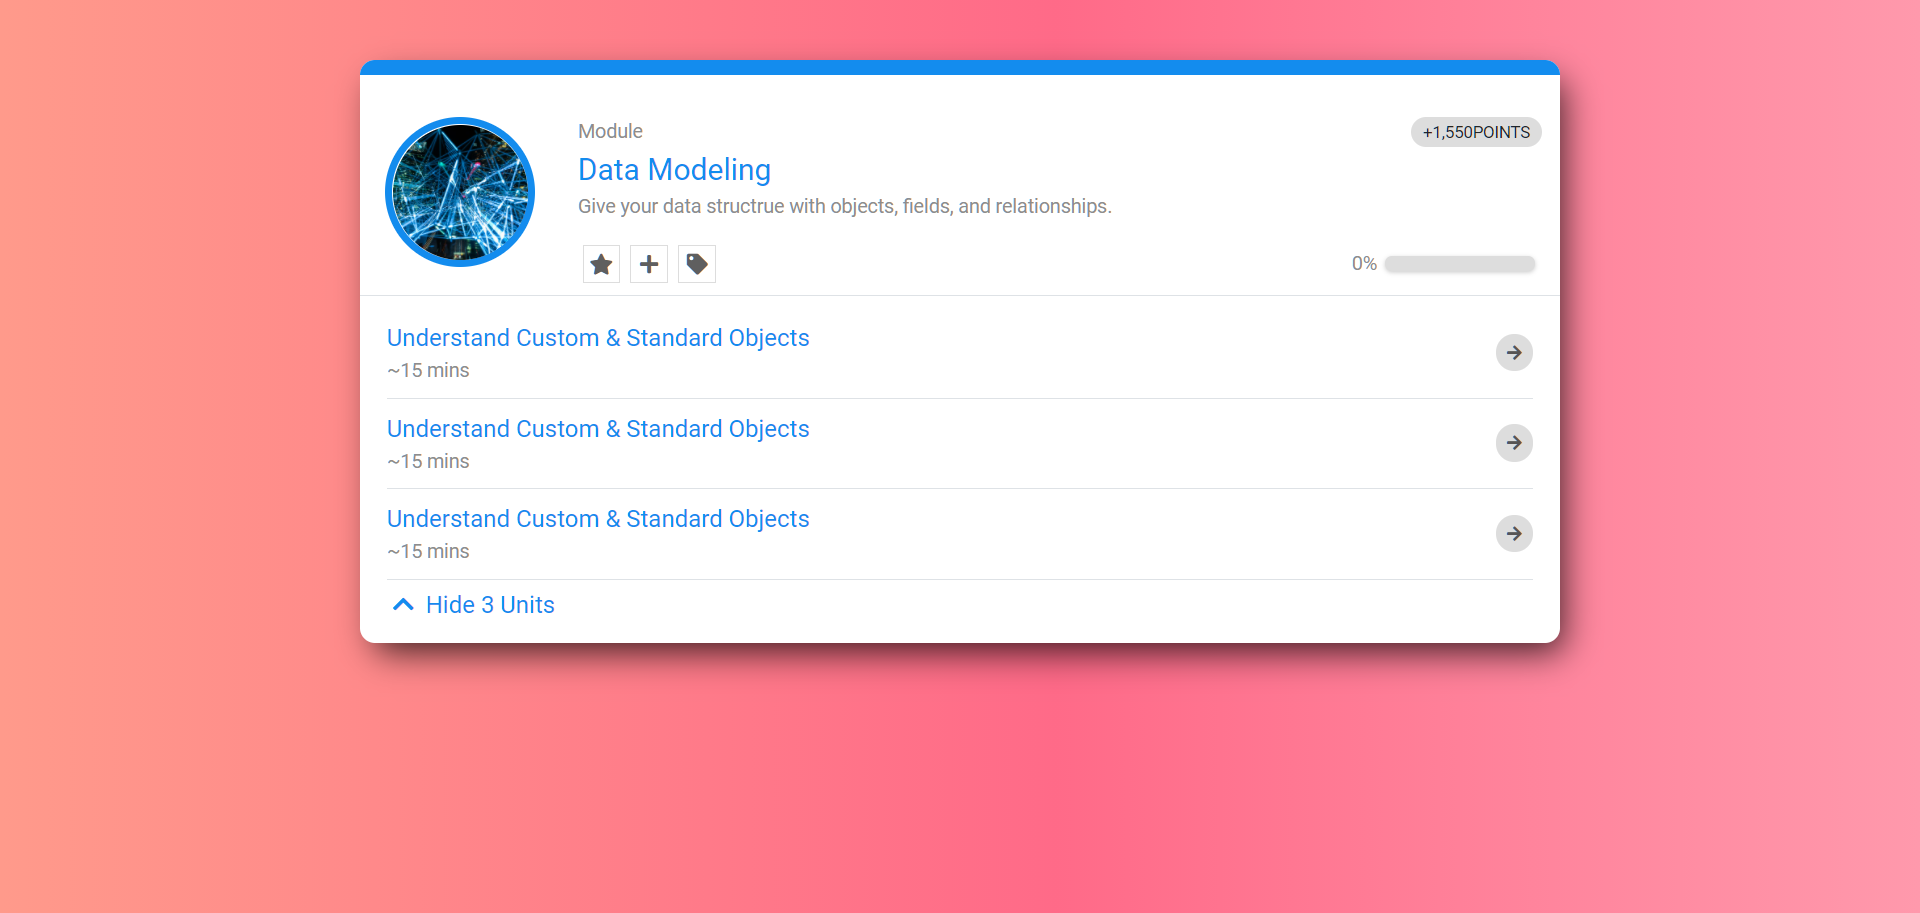 Module
+1,550POINTS
Data Modeling
Give your data structrue with objects, fields, and relationships.
0%
Understand Custom & Standard Objects
~15 mins
Understand Custom & Standard Objects
~15 mins
Understand Custom & Standard Objects
~15 mins
Hide 3 Units